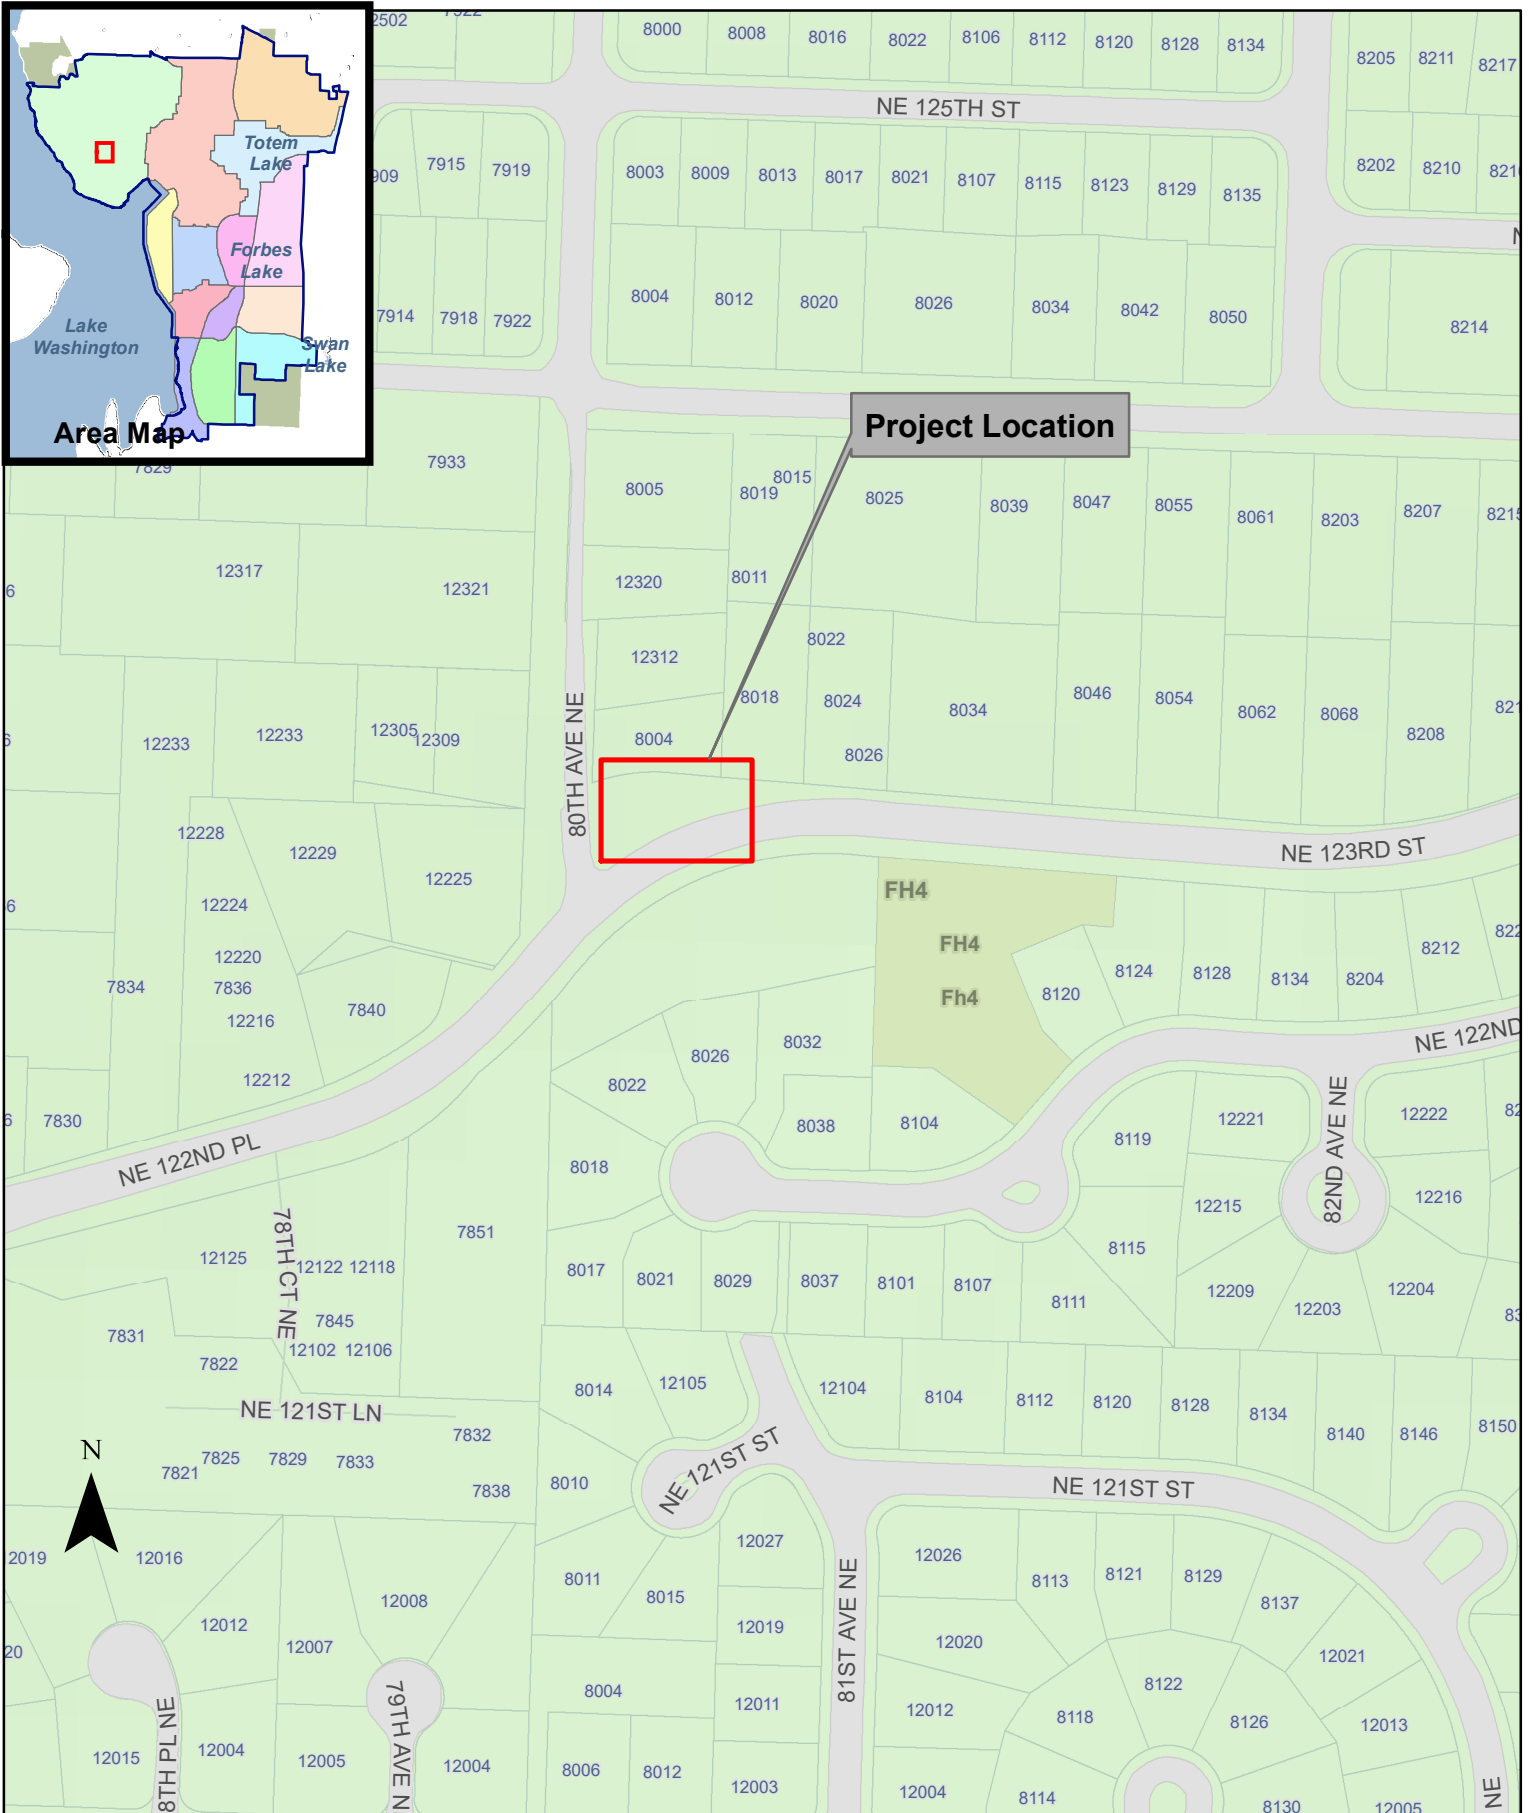 Totem
Lake
Forbes
Lake
Lake
Washington
Swan
Lake
Area Map
2502
8000 8008 8016 8022 8106 8112 8120 8128 8134
8205 8211 8217
NE 125TH ST
7915 7919
8003 8009 8013 8017 8021 8107 8115 8123 8129 8135
8202 8210
7914 7918 7922
8004 8012 8020 8026 8034 8042 8050
8214
Project Location
7829 7933
8005 8019 8015 8025 8039 8047 8055 8061 8203 8207 8215
12317 12321 12320 8011
12312 8022
8018 8024 8034 8046 8054 8062 8068 8208
12233 12233 12305 12309 8004 8026
80TH AVE NE
12228 12229 12225
NE 123RD ST
12224
FH4
FH4
Fh4
12220
7834 7836 7840
12216
12212
7830
8120 8124 8128 8134 8204 8212
NE 122ND
8022 8026 8032
8038 8104
8119 12221 12222
82ND AVE NE
NE 122ND PL
8018 12215 12216
7851
78TH CT NE
12125 12122 12118
8017 8021 8029 8037 8101 8107 8111 8115
12209 12203 12204
7831 7845
12102 12106
7822
NE 121ST LN
8014 12105 12104 8104 8112 8120 8128 8134 8140 8146 8150
7832
7821 7825 7829 7833
7838 8010
NE 121ST ST
NE 121ST ST
N
2019 12016
12012 12007 12008
8011 8015 12027
12019
12026 8113 8121 8129 8137
81ST AVE NE
12020 12021
20
8004 12011 12012 8118 8122 8126 12013
8TH PL NE
79TH AVE N
12015 12004 12005 12004
8006 8012 12003 12004 8114 8130 12005
NE